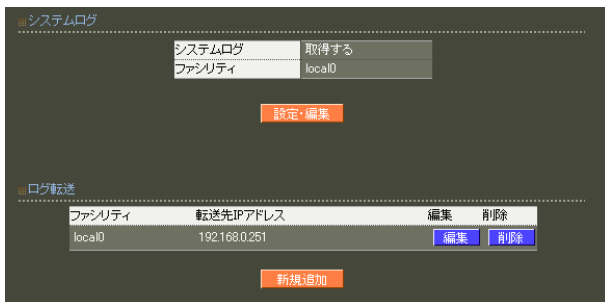 システムログ
システムログ 取得する
ファシリティ local0
設定・編集
ログ転送
ファシリティ 転送先IPアドレス 編集 削除
local0 192.168.0.251 編集 削除
新規追加